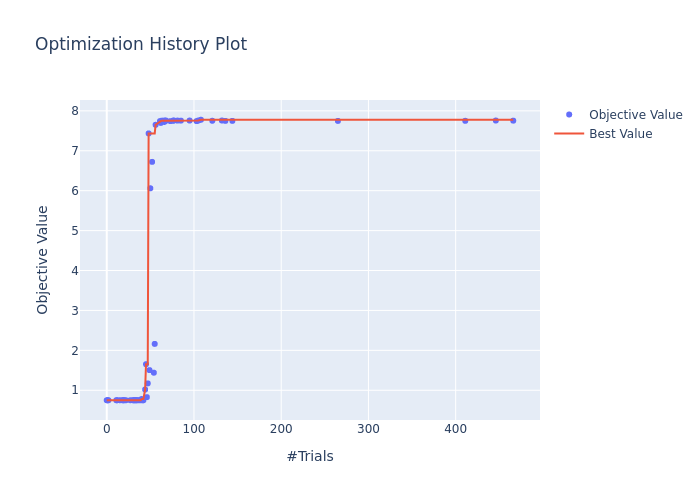 Optimization History Plot
Objective Value
Best Value
8
7
6
5
4
3
2
1
Objective Value
0
100
200
300
400
#Trials